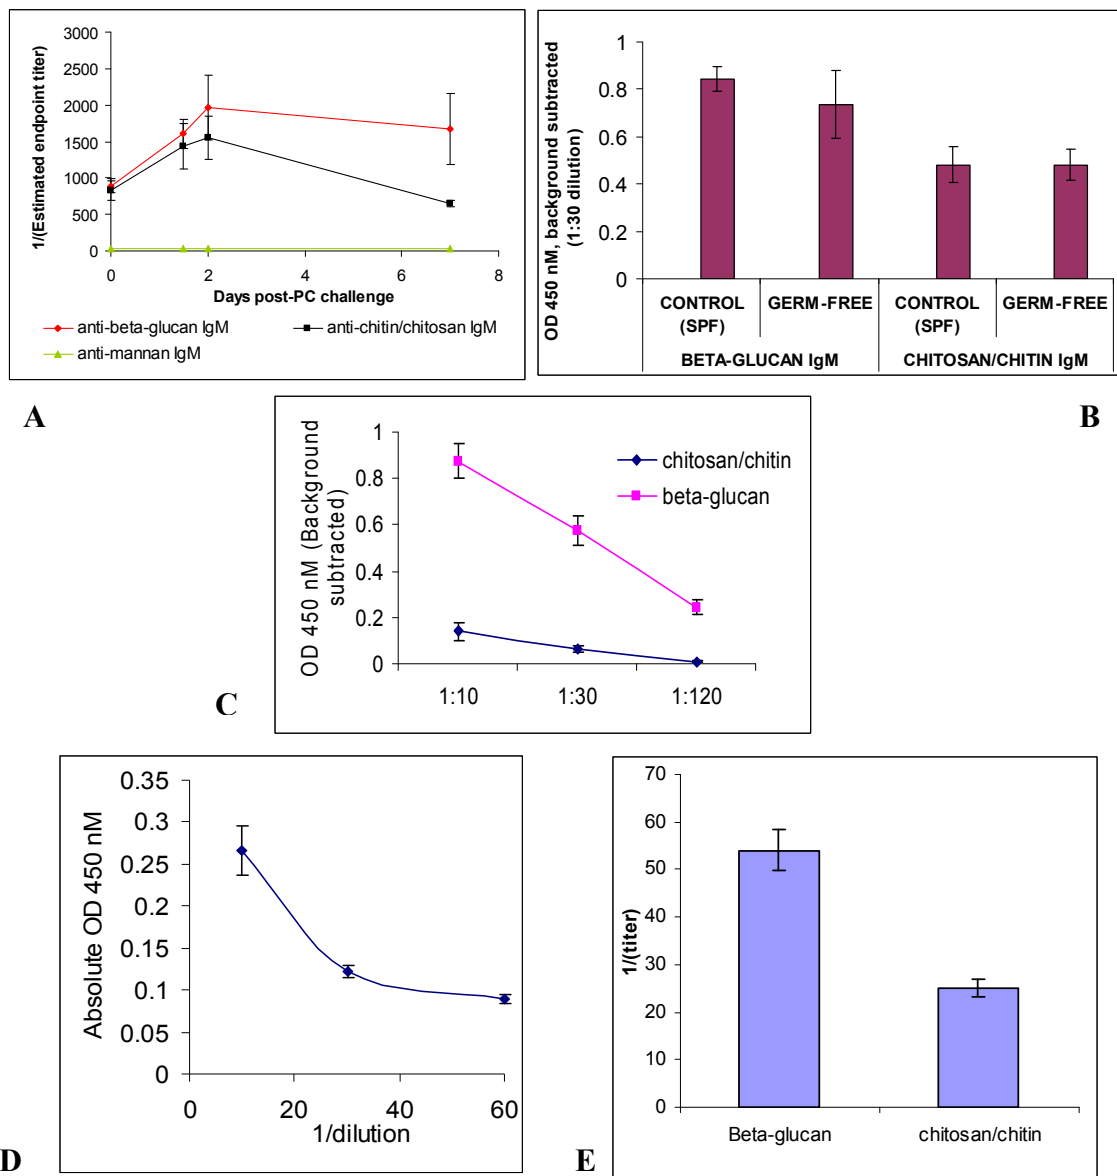 1/(Estimated endpoint titer)
3000
2500
2000
1500
1000
500
0
0 2 4 6 8
Days post-PC challenge
anti-beta-glucan IgM anti-chitin/chitosan IgM
anti-mannan IgM
A
OD 450 nM, background subtracted
(1:30 dilution)
1
0.8
0.6
0.4
0.2
0
CONTROL GERM-FREE CONTROL GERM-FREE
(SPF) (SPF)
BETA-GLUCAN IgM CHITOSAN/CHITIN IgM
B
OD 450 nM (Background
subtracted)
1
0.8
0.6
0.4
0.2
0
chitosan/chitin
beta-glucan
1:10 1:30 1:120
C
Absolute OD 450 nM
0.35
0.3
0.25
0.2
0.15
0.1
0.05
0
0 20 40 60
1/dilution
D
1/(titer)
70
60
50
40
30
20
10
0
Beta-glucan chitosan/chitin
E